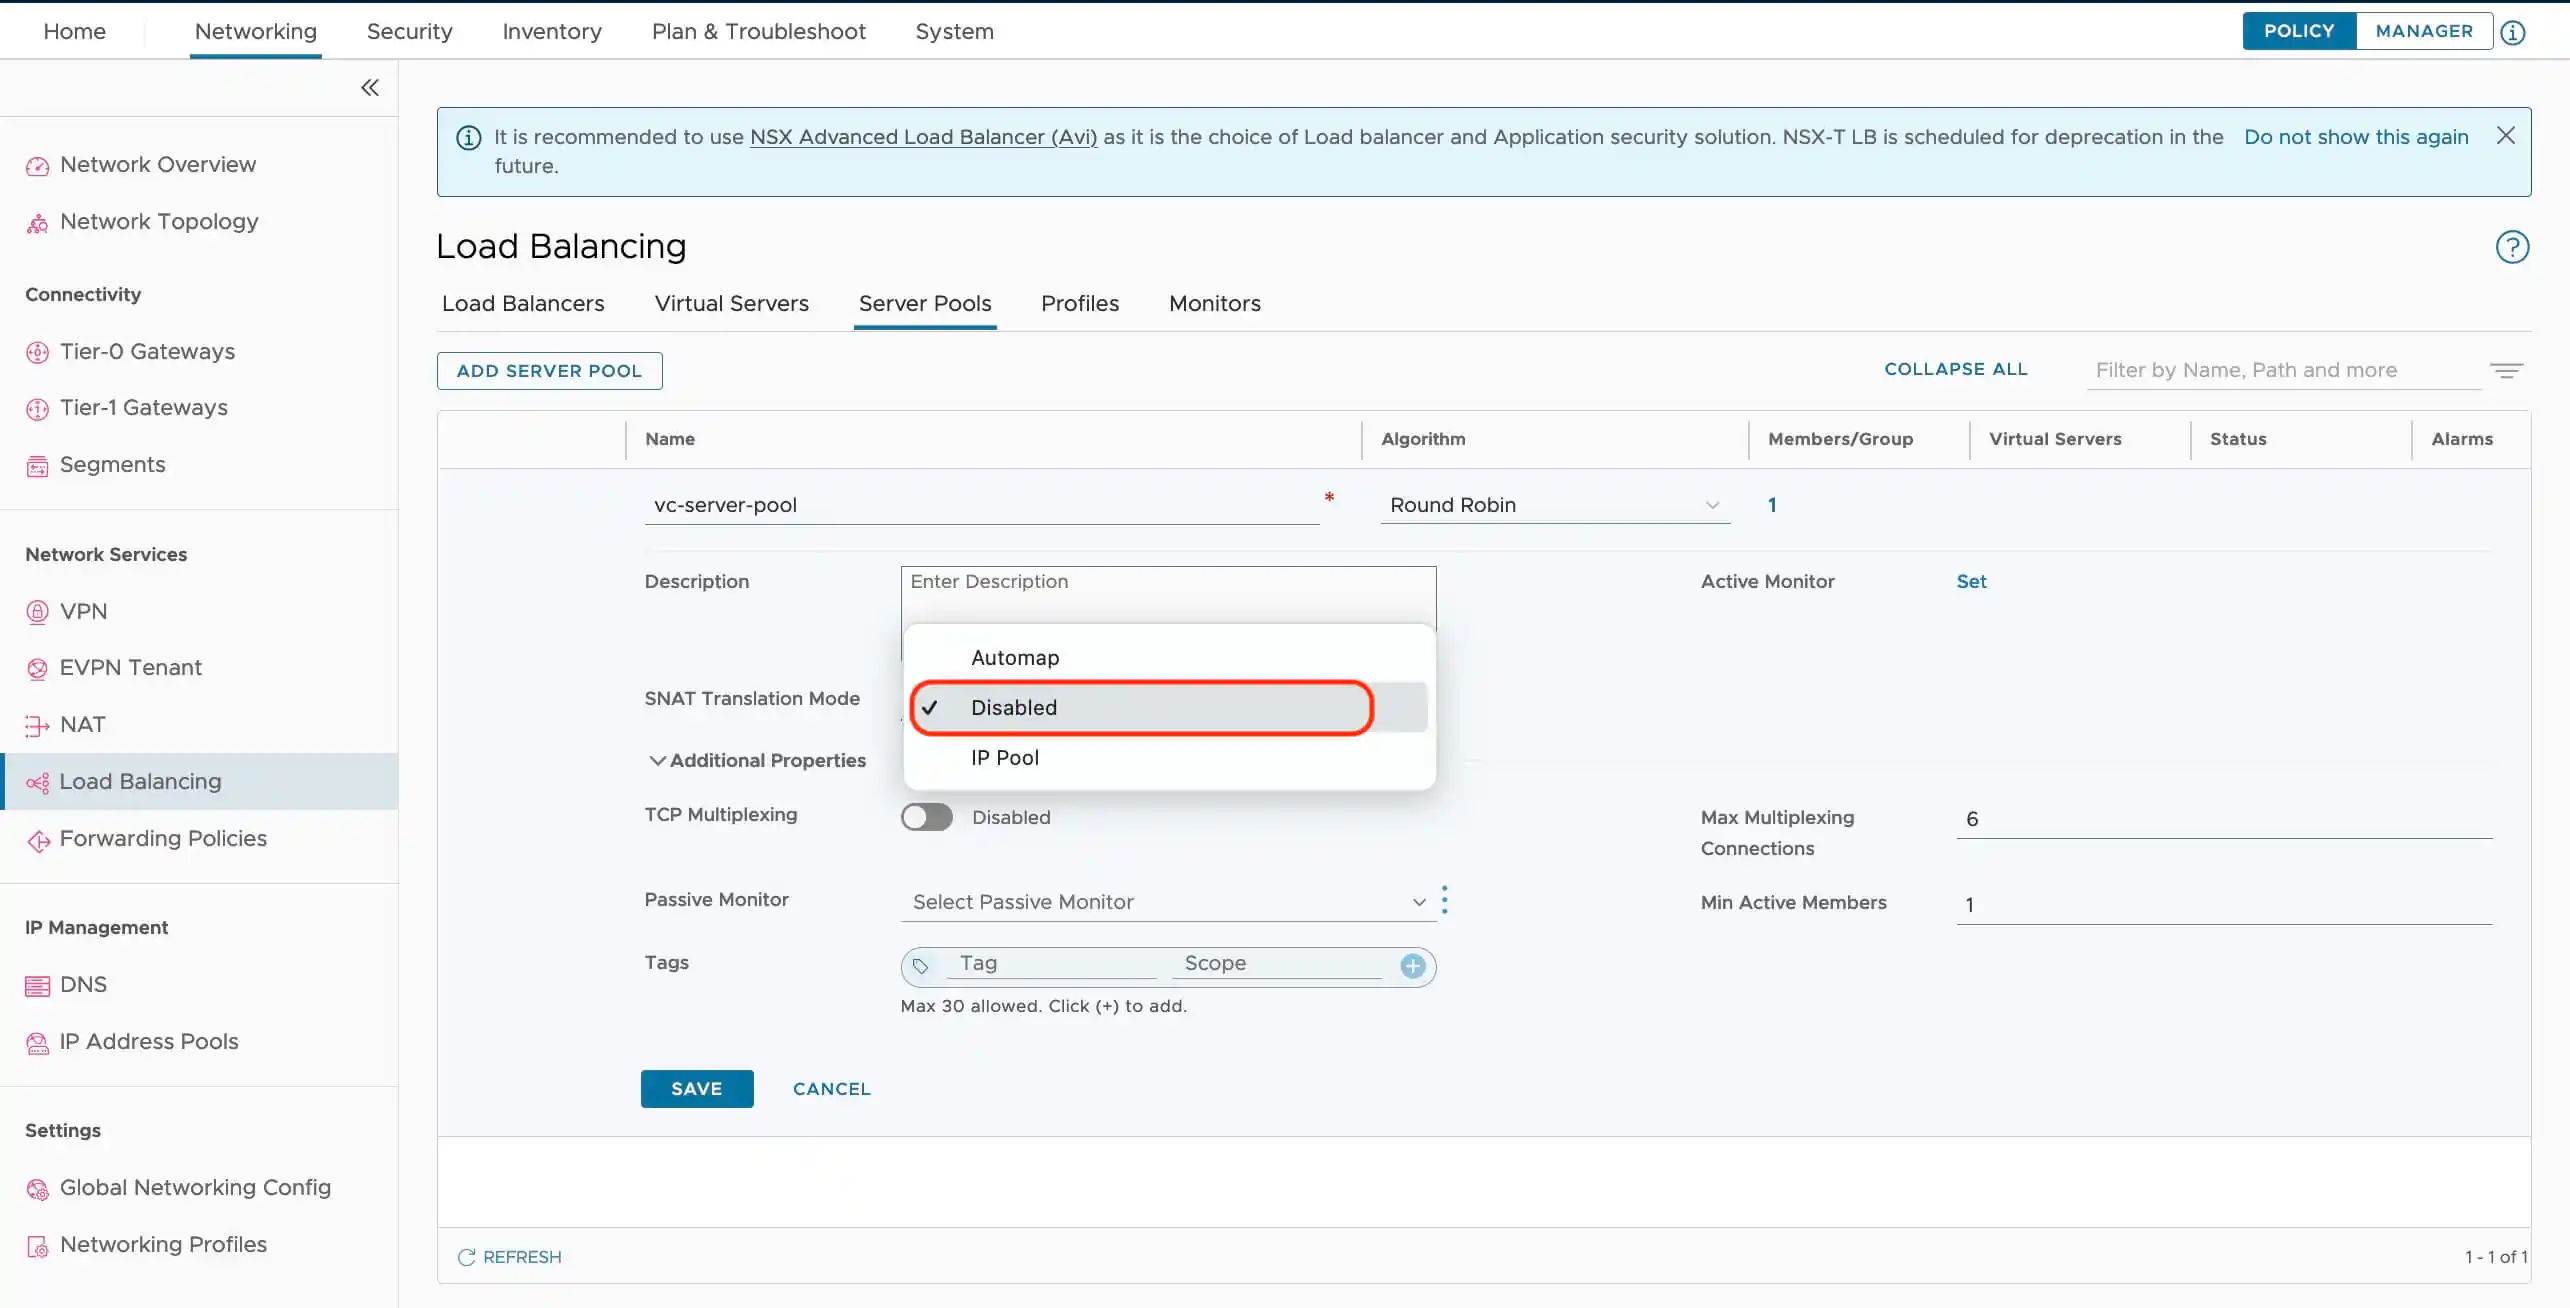 Home
Networking
Security
Inventory
Plan & Troubleshoot
System
POLICY
MANAGER
Network Overview
Network Topology
Connectivity
Tier-0 Gateways
Tier-1 Gateways
Segments
Network Services
VPN
EVPN Tenant
NAT
Load Balancing
Forwarding Policies
IP Management
DNS
IP Address Pools
Settings
Global Networking Config
Networking Profiles
It is recommended to use NSX Advanced Load Balancer (Avi) as it is the choice of Load balancer and Application security solution. NSX-T LB is scheduled for deprecation in the
future.
Do not show this again
Load Balancing
Load Balancers
Virtual Servers
Server Pools
Profiles
Monitors
ADD SERVER POOL
COLLAPSE ALL
Filter by Name, Path and more
Name
Algorithm
Members/Group
Virtual Servers
Status
Alarms
vc-server-pool
*
Round Robin
1
Description
Enter Description
Active Monitor
Set
SNAT Translation Mode
Automap
✓ Disabled
IP Pool
Additional Properties
TCP Multiplexing
Disabled
Max Multiplexing
Connections
6
Passive Monitor
Select Passive Monitor
Min Active Members
1
Tags
Tag
Scope
Max 30 allowed. Click (+) to add.
SAVE
CANCEL
REFRESH
1 - 1 of 1